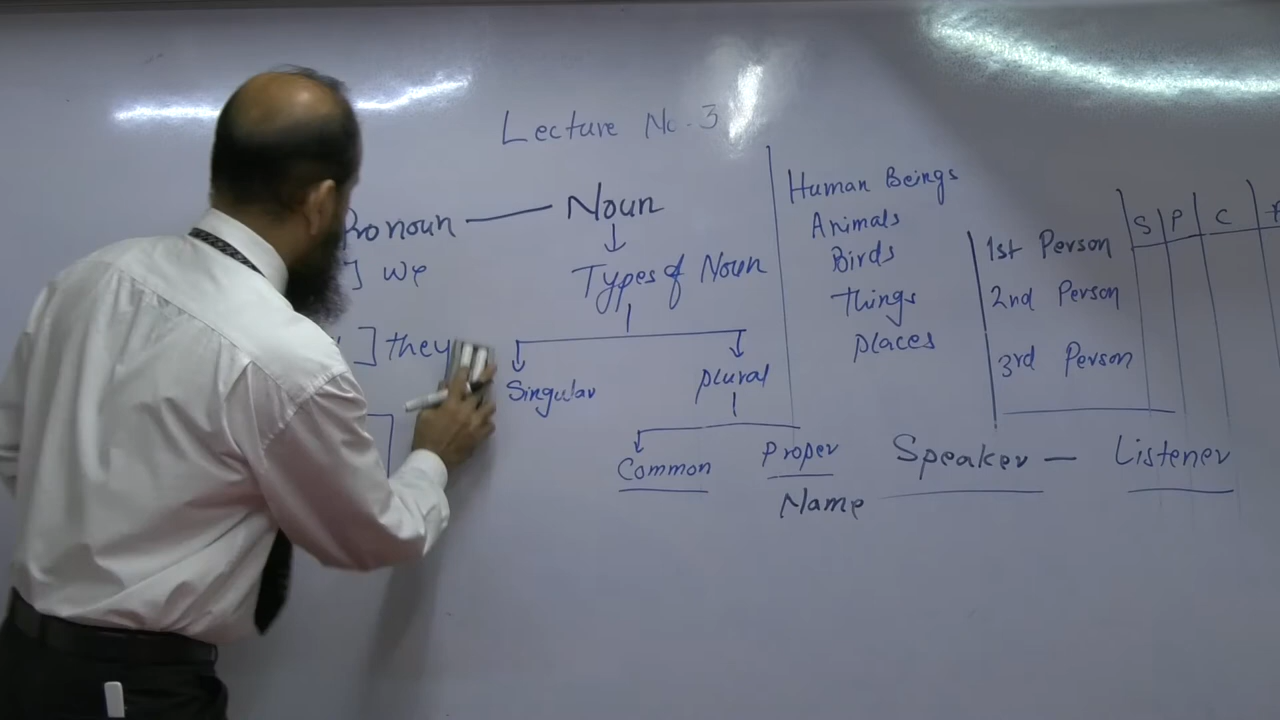 Lecture No. 3
Pronoun — Noun
] we
Types of Noun
] they
Singular
Plural
Common
Proper
Name
Human Beings
Animals
Birds
Things
places
S P C
1st Person
2nd Person
3rd Person
Speaker — Listener